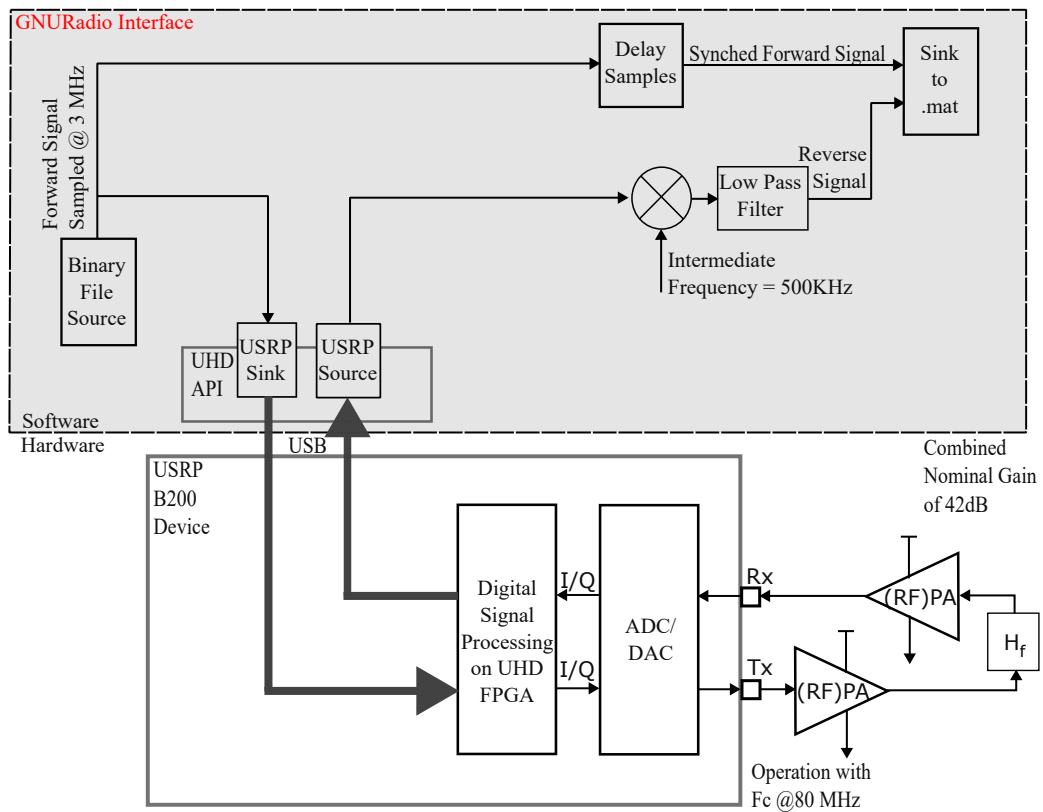 GNURadio Interface
Forward Signal
Sampled @ 3 MHz
Delay
Samples
Synched Forward Signal
Sink
to
.mat
Reverse
Signal
Low Pass
Filter
Binary
File
Source
Intermediate
Frequency = 500KHz
UHD
API
USRP
Sink
USRP
Source
Software
Hardware
USB
USRP
B200
Device
Combined
Nominal Gain
of 42dB
Digital
Signal
Processing
on UHD
FPGA
I/Q
I/Q
ADC/
DAC
Rx
Tx
(RF)PA
(RF)PA
Hf
Operation with
Fc @80 MHz